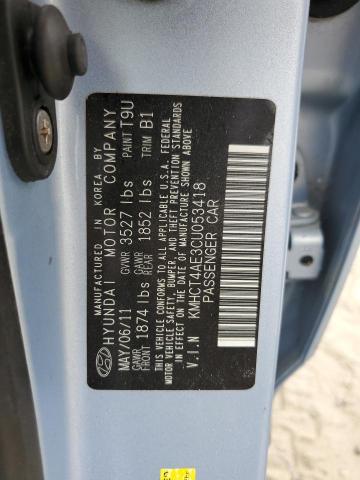 MANUFACTURED IN KOREA BY
HYUNDAI MOTOR COMPANY
MAY/06/11 GVWR 3527 lbs PAINT T9U
GAWR FRONT 1874 lbs GAWR REAR 1852 lbs TRIM B1
THIS VEHICLE CONFORMS TO ALL APPLICABLE U.S.A. FEDERAL
MOTOR VEHICLE SAFETY, BUMPER, AND THEFT PREVENTION STANDARDS
IN EFFECT ON THE DATE OF MANUFACTURE SHOWN ABOVE.
V.I.N KMHCT4AE3CU053418
PASSENGER CAR